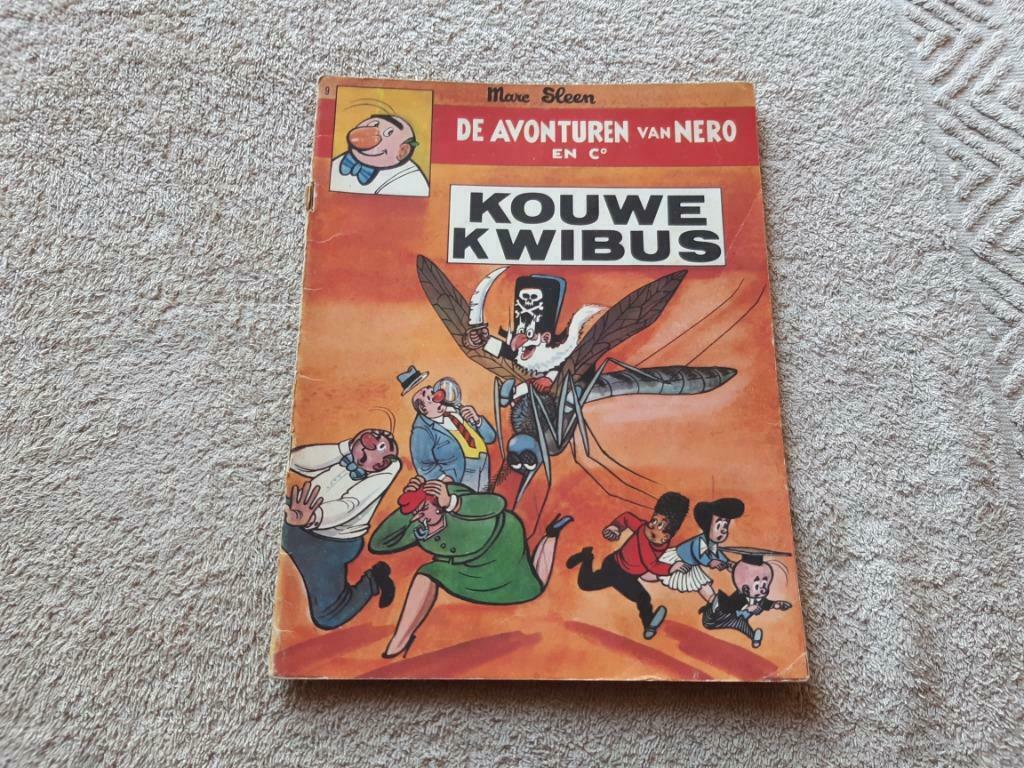 9
Marc Sleen
DE AVONTUREN VAN NERO
EN Cº
KOUWE
KWIBUS